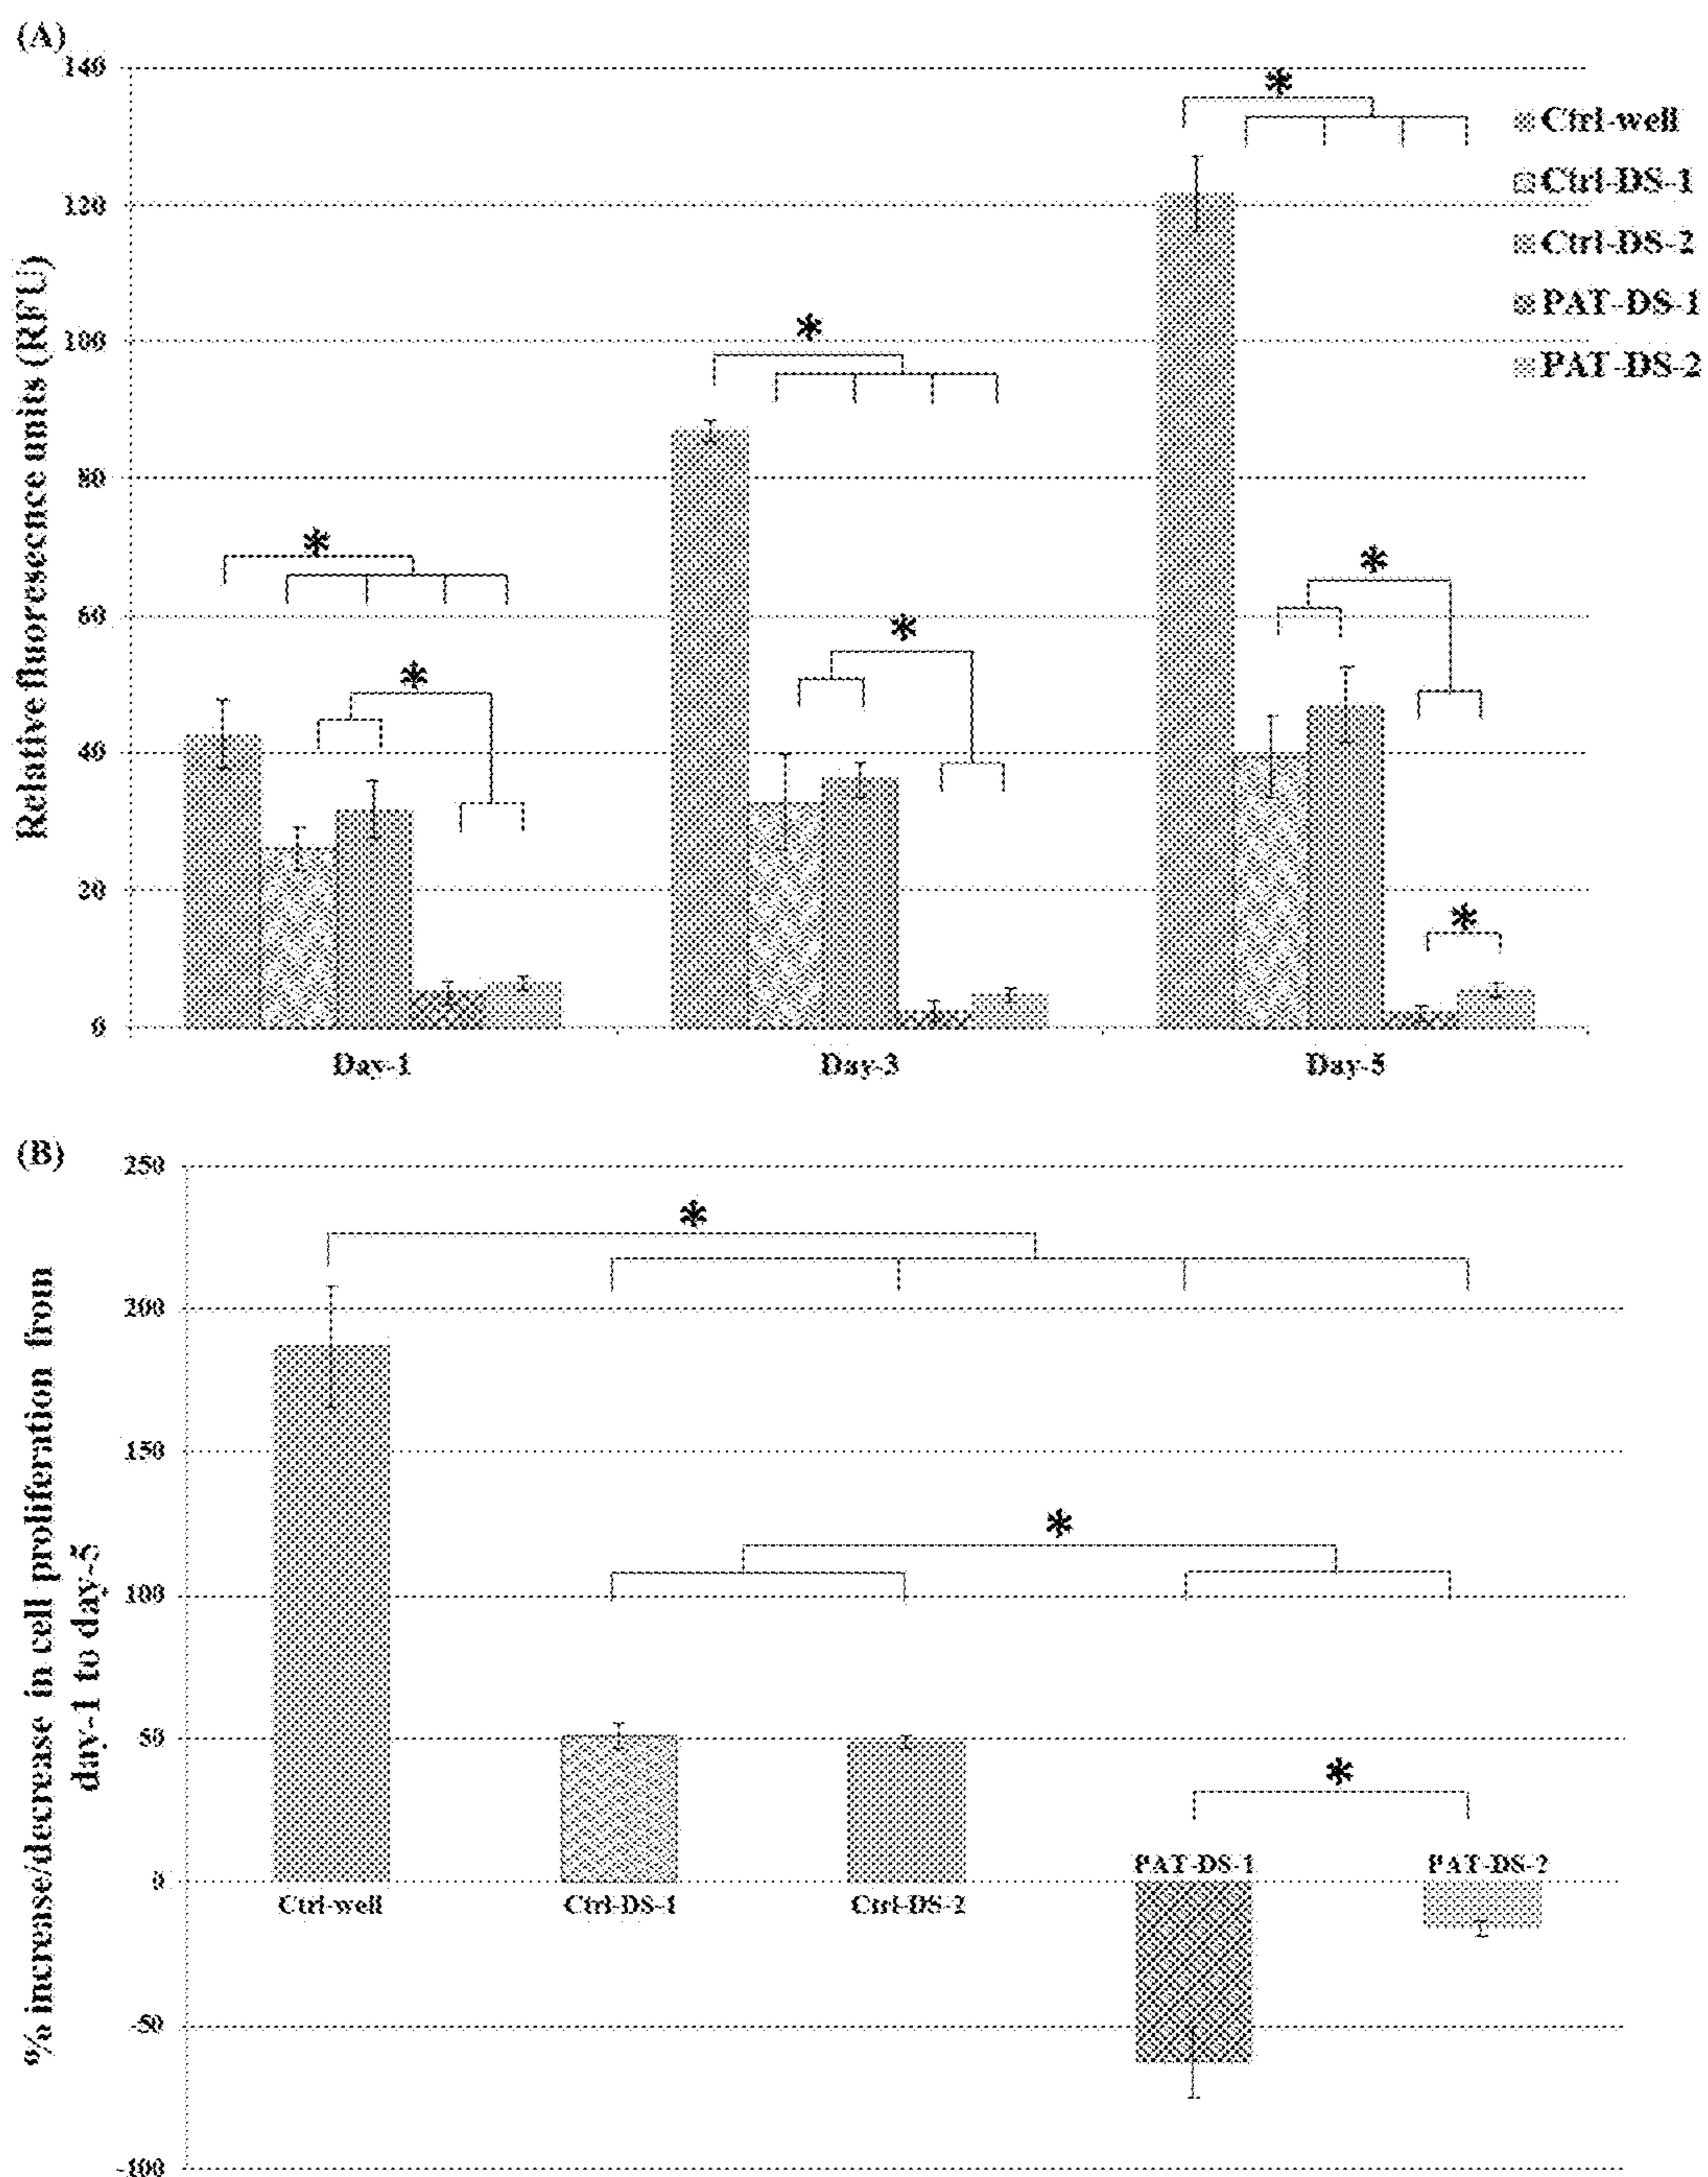 (A)
140
120
100
80
60
40
20
0
Relative fluoresecne units (RFU)
*
*
*
*
*
*
*
Ctrl-well
Ctrl-DS-1
Ctrl-DS-2
PAT-DS-1
PAT-DS-2
Day-1
Day-3
Day-5
(B)
250
200
150
100
50
0
-50
-100
% increase/decrease in cell proliferation from
day-1 to day-5
*
*
*
Ctrl-well
Ctrl-DS-1
Ctrl-DS-2
PAT-DS-1
PAT-DS-2